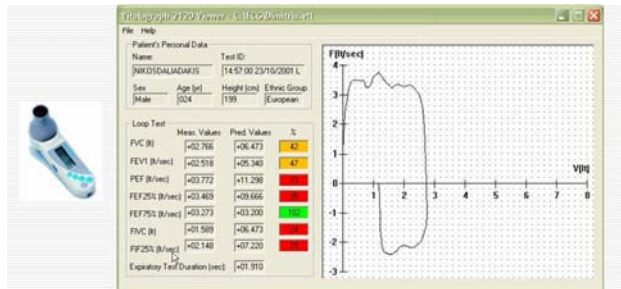 Vitalograph 2120 Viewer - C:\ECG\Dimitris.vtl
File Help
Patient's Personal Data
Name: Test ID:
NIKOSDALIADAKIS 14:57:00 23/10/2001 L
Sex Age (yr) Height (cm) Ethnic Group
Male 024 199 European
Loop Test
Meas. Values Pred. Values %
FVC (lt) +02.766 +06.473 42
FEV1 (lt/sec) +02.518 +05.340 47
PEF (lt/sec) +03.772 +11.298
FEF25% (lt/sec) +03.469 +09.666
FEF75% (lt/sec) +03.273 +03.200 102
FIVC (lt) +01.589 +06.473
FIF25% (lt/sec) +02.148 +07.220
Expiratory Test Duration (sec) +01.910
F(lt/sec)
4
3
2
1
V(lt)
0 1 2 3 4 5 6 7 8
-1
-2
-3